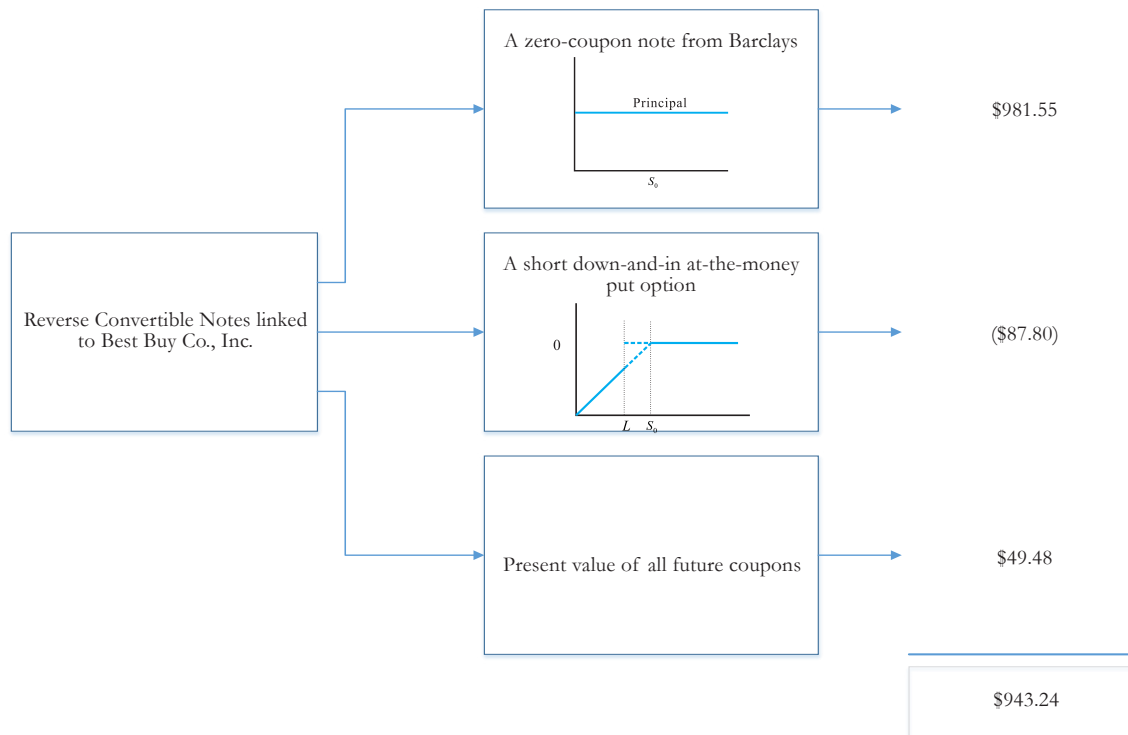 A zero-coupon note from Barclays
Principal
S₀
$981.55
Reverse Convertible Notes linked
to Best Buy Co., Inc.
A short down-and-in at-the-money
put option
0
L S₀
($87.80)
Present value of all future coupons
$49.48
$943.24